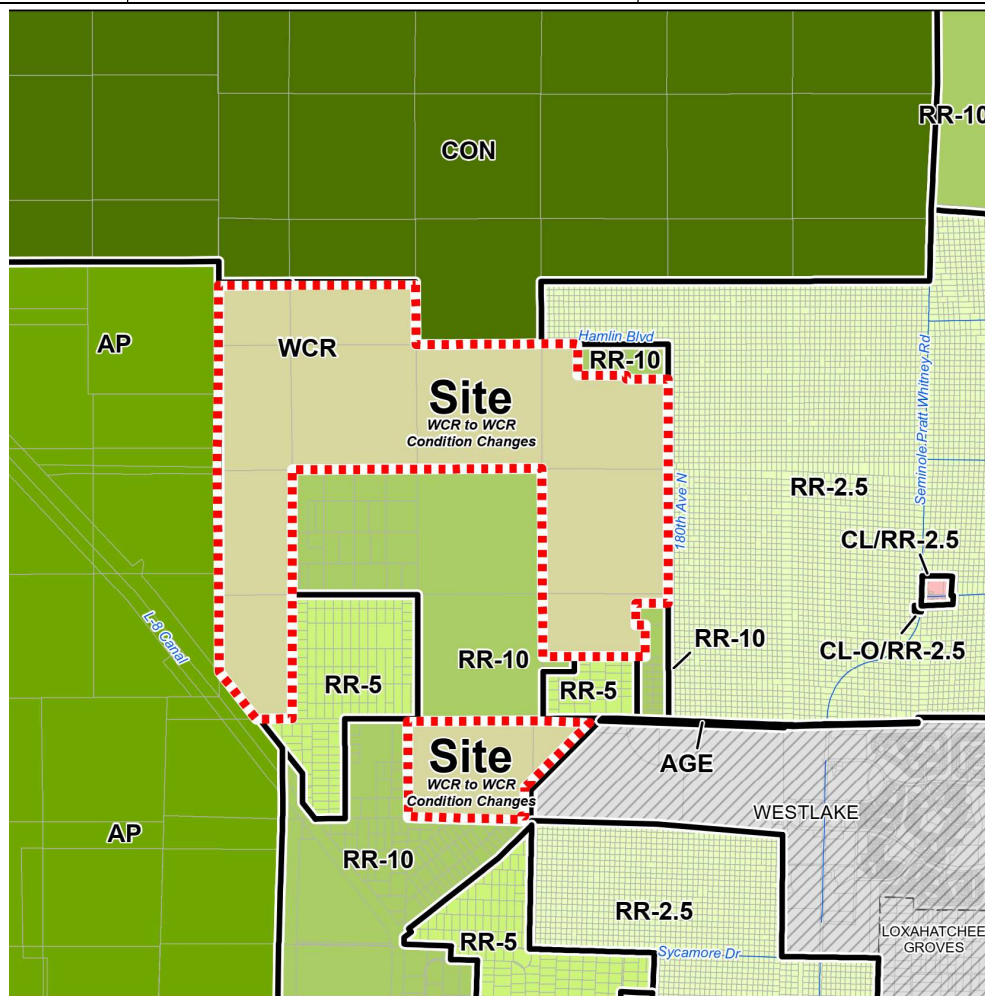 RR-10
CON
Hamlin Blvd
AP
WCR
RR-10
Site
WCR to WCR
Condition Changes
Seminole Pratt Whitney Rd
RR-2.5
180th Ave N
CL/RR-2.5
L-8 Canal
RR-10
CL-O/RR-2.5
RR-10
RR-5
RR-5
Site
WCR to WCR
Condition Changes
AGE
WESTLAKE
AP
RR-10
RR-2.5
LOXAHATCHEE
GROVES
RR-5
Sycamore Dr